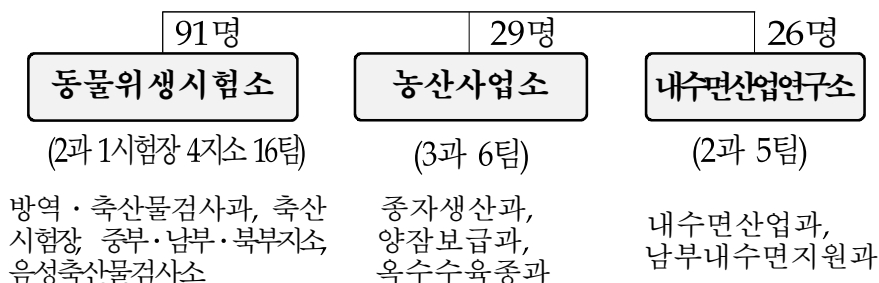 91명 29명 26명
동물위생시험소 농산사업소 내수면산업연구소
(2과 1시험장 4지소 16팀) (3과 6팀) (2과 5팀)
방역·축산물검사과, 축산
시험장, 중부·남부·북부지소,
음성축산물검사소
종자생산과,
양잠보급과,
옥수수육종과
내수면산업과,
남부내수면지원과